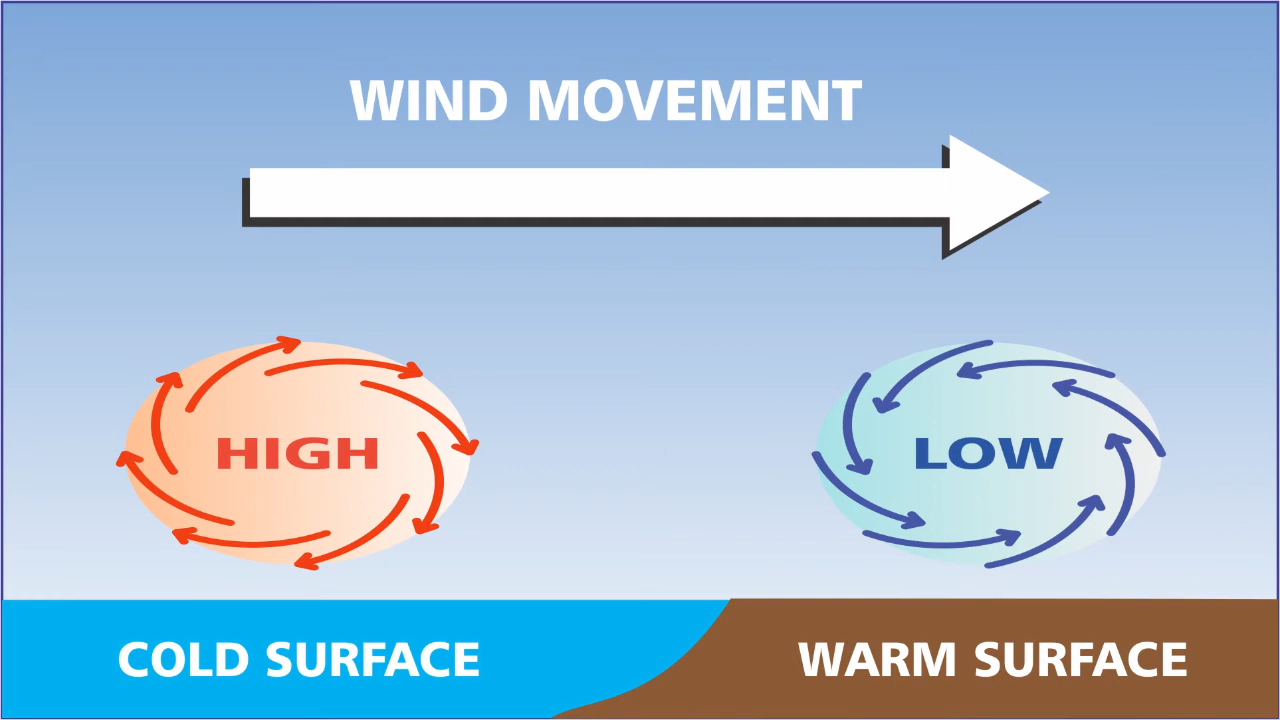 WIND MOVEMENT
HIGH
LOW
COLD SURFACE
WARM SURFACE